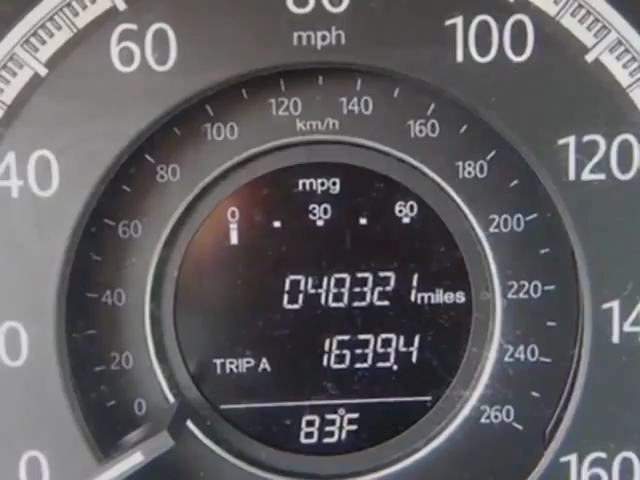 80
60 mph 100
120 140
100 km/h 160
40 80 180 120
mpg
0 30 60
60 200
048321 miles
40 220
TRIP A 1639.4
20 240
0 260
83°F
0 160